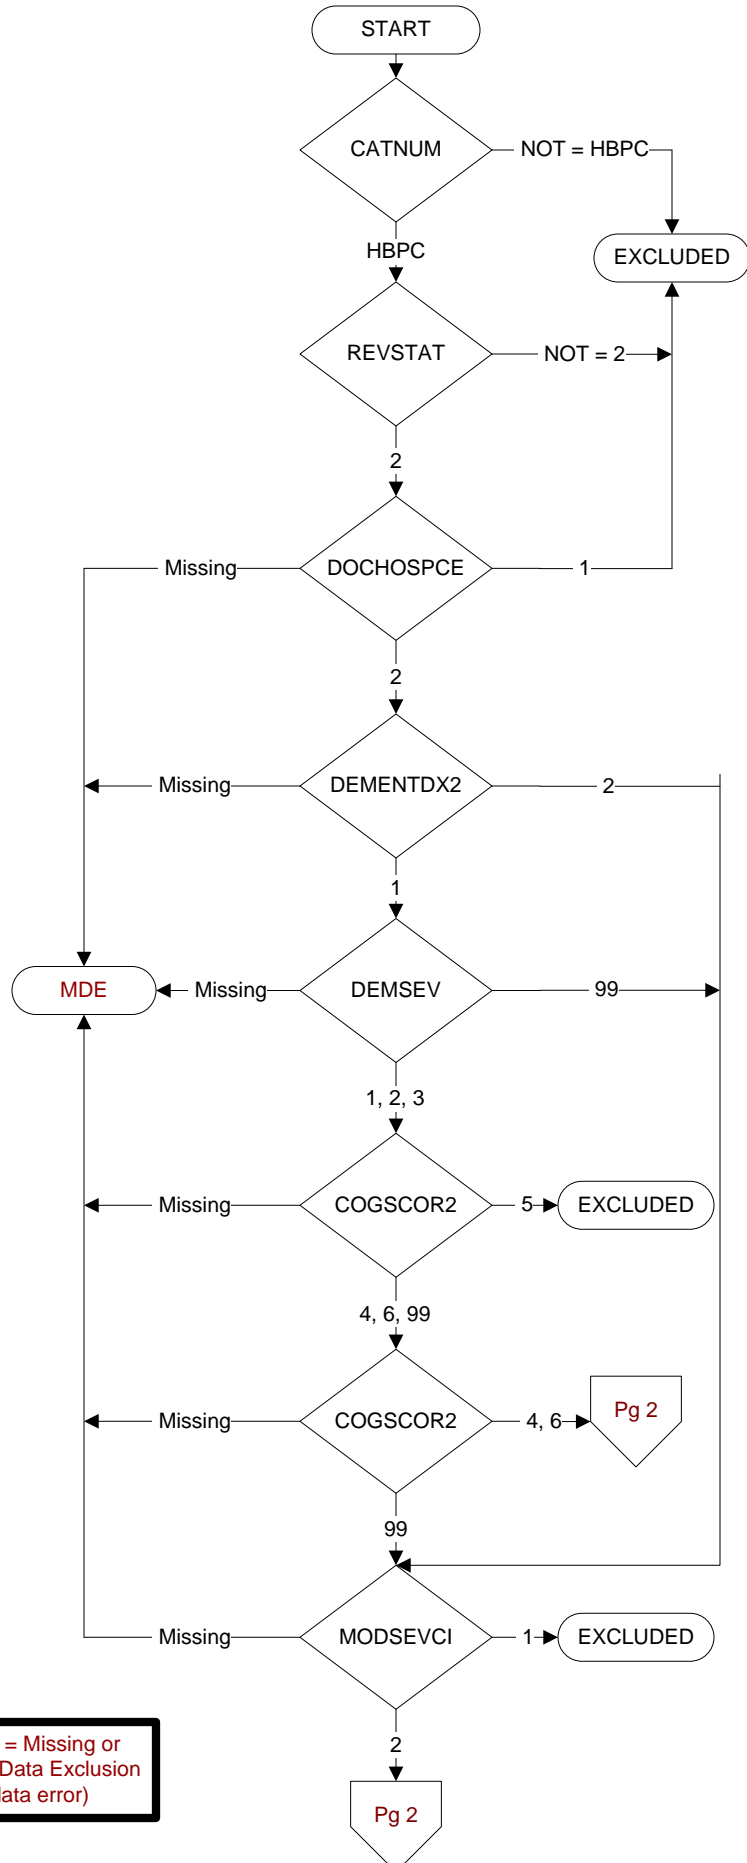 START
CATNUM
NOT = HBPC
HBPC
EXCLUDED
REVSTAT
NOT = 2
2
Missing
DOCHOSPCE
1
2
Missing
DEMENTDX2
2
1
MDE
Missing
DEMSEV
99
1, 2, 3
Missing
COGSCOR2
5
EXCLUDED
4, 6, 99
Missing
COGSCOR2
4, 6
Pg 2
99
Missing
MODSEVCI
1
EXCLUDED
= Missing or
Data Exclusion
data error)
2
Pg 2